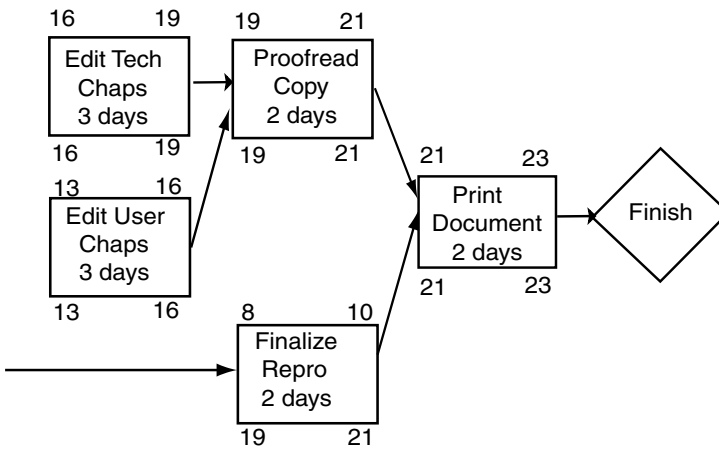 16 19
Edit Tech
Chaps
3 days
16 19
19 21
Proofread
Copy
2 days
19 21
13 16
Edit User
Chaps
3 days
13 16
21 23
Print
Document
2 days
21 23
Finish
8 10
Finalize
Repro
2 days
19 21